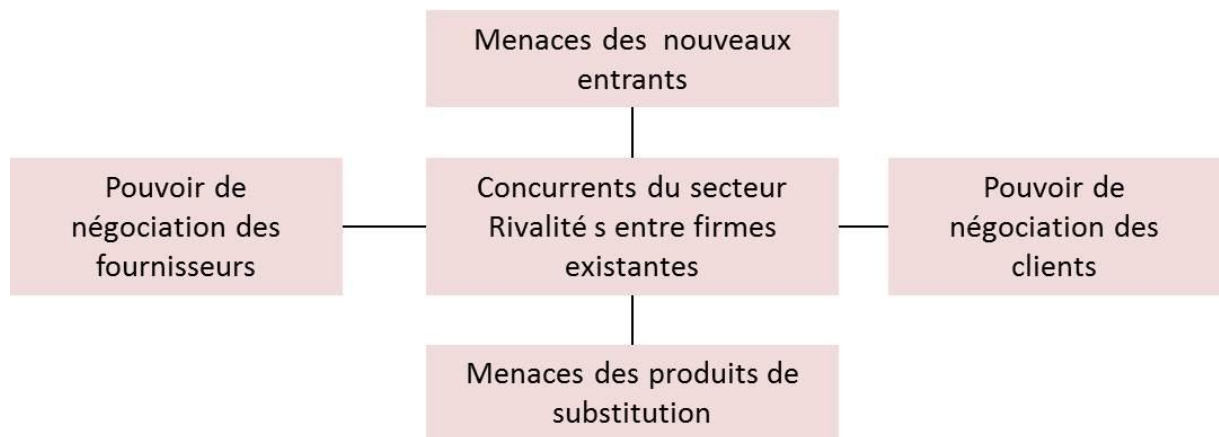 Menaces des nouveaux
entrants
Pouvoir de
négociation des
fournisseurs
Concurrents du secteur
Rivalité s entre firmes
existantes
Pouvoir de
négociation des
clients
Menaces des produits de
substitution